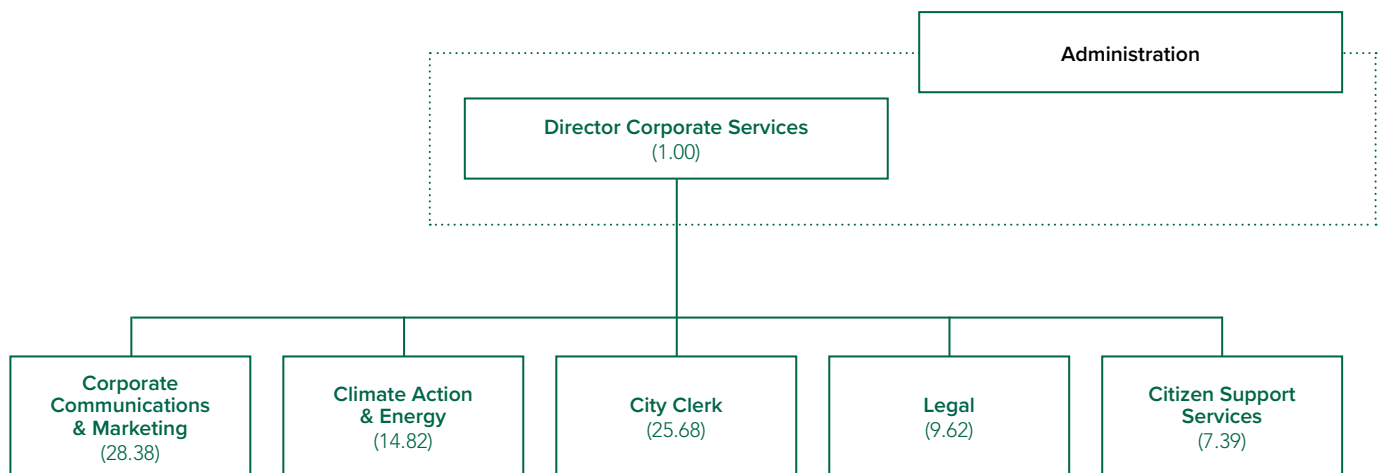 Administration
Director Corporate Services
(1.00)
Corporate
Communications
& Marketing
(28.38)
Climate Action
& Energy
(14.82)
City Clerk
(25.68)
Legal
(9.62)
Citizen Support
Services
(7.39)